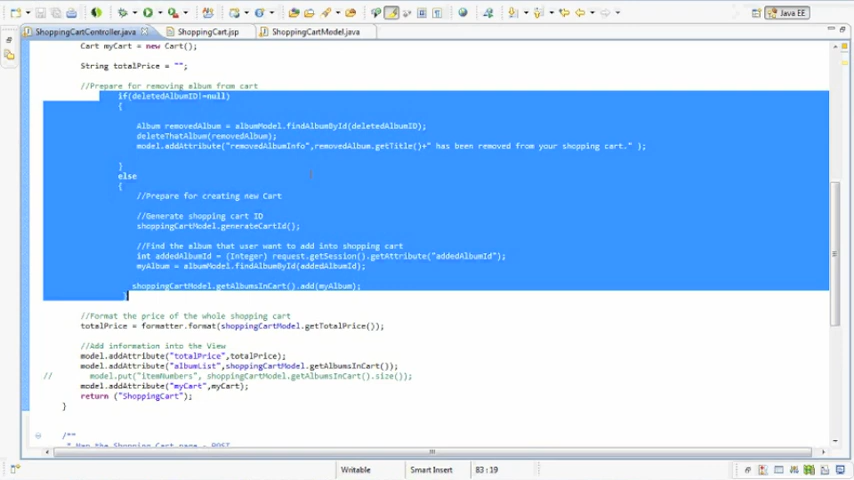 Java EE
ShoppingCartController.java
ShoppingCart.jsp
ShoppingCartModel.java
Cart myCart = new Cart();
String totalPrice = "";
//Prepare for removing album from cart
if(deletedAlbumID!=null)
{
Album removedAlbum = albumModel.findAlbumById(deletedAlbumID);
deleteThatAlbum(removedAlbum);
model.addAttribute("removedAlbumInfo",removedAlbum.getTitle()+" has been removed from your shopping cart." );
}
else
{
//Prepare for creating new Cart
//Generate shopping cart ID
shoppingCartModel.generateCartId();
//Find the album that user want to add into shopping cart
int addedAlbumId = (Integer) request.getSession().getAttribute("addedAlbumId");
myAlbum = albumModel.findAlbumById(addedAlbumId);
shoppingCartModel.getAlbumsInCart().add(myAlbum);
}
//Format the price of the whole shopping cart
totalPrice = formatter.format(shoppingCartModel.getTotalPrice());
//Add information into the View
model.addAttribute("totalPrice",totalPrice);
model.addAttribute("albumList",shoppingCartModel.getAlbumsInCart());
// model.put("itemNumbers", shoppingCartModel.getAlbumsInCart().size());
model.addAttribute("myCart",myCart);
return ("ShoppingCart");
}
/**
* Map the Shopping Cart page - POST
Writable
Smart Insert
83 : 19